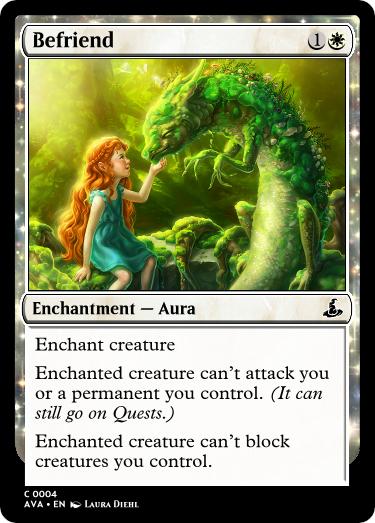 Befriend 1
Enchantment — Aura
Enchant creature
Enchanted creature can't attack you
or a permanent you control. (It can
still go on Quests.)
Enchanted creature can't block
creatures you control.
C 0004
AVA • EN Laura Diehl